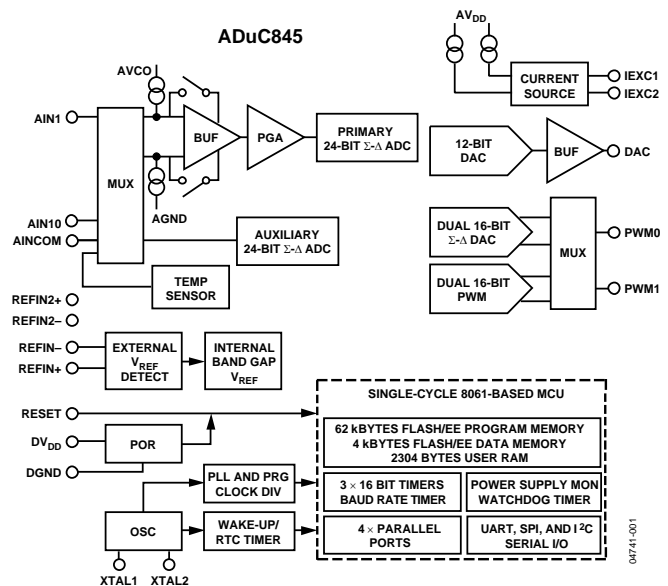 ADuC845
AVCO
AV_DD
CURRENT
SOURCE
IEXC1
IEXC2
AIN1
MUX
BUF
PGA
PRIMARY
24-BIT Σ-Δ ADC
12-BIT
DAC
BUF
DAC
AGND
AIN10
AINCOM
AUXILIARY
24-BIT Σ-Δ ADC
DUAL 16-BIT
Σ-Δ DAC
MUX
PWM0
TEMP
SENSOR
DUAL 16-BIT
PWM
PWM1
REFIN2+
REFIN2–
REFIN–
REFIN+
EXTERNAL
V_REF
DETECT
INTERNAL
BAND GAP
V_REF
RESET
DV_DD
DGND
POR
SINGLE-CYCLE 8061-BASED MCU
62 kBYTES FLASH/EE PROGRAM MEMORY
4 kBYTES FLASH/EE DATA MEMORY
2304 BYTES USER RAM
PLL AND PRG
CLOCK DIV
3 × 16 BIT TIMERS
BAUD RATE TIMER
POWER SUPPLY MON
WATCHDOG TIMER
OSC
WAKE-UP/
RTC TIMER
4 × PARALLEL
PORTS
UART, SPI, AND I²C
SERIAL I/O
XTAL1
XTAL2
04741-001